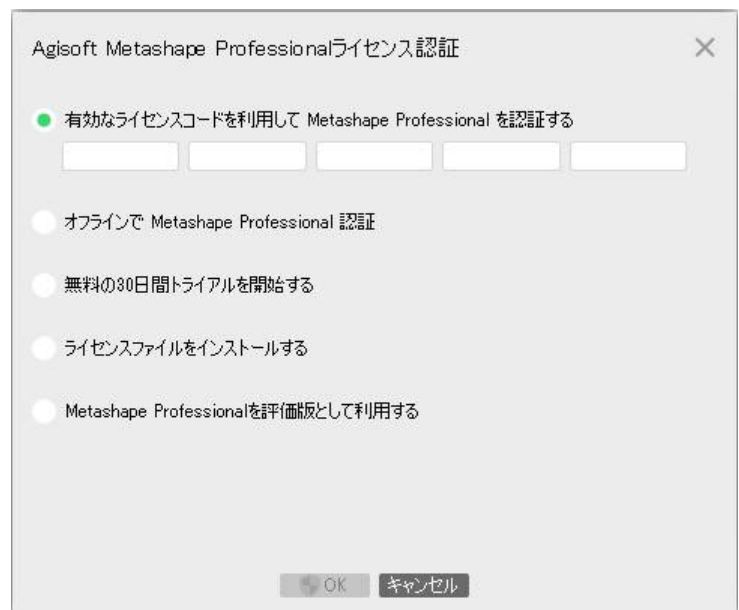 Agisoft Metashape Professionalライセンス認証
有効なライセンスコードを利用して Metashape Professional を認証する
オフラインで Metashape Professional 認証
無料の30日間トライアルを開始する
ライセンスファイルをインストールする
Metashape Professionalを評価版として利用する
OK キャンセル